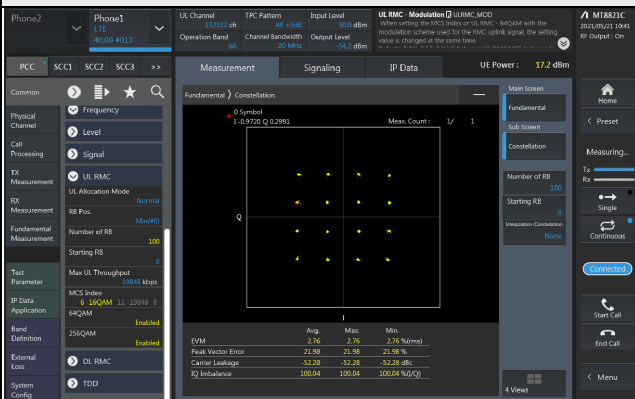 Phone2
Phone1
LTE
40.00 #013
UL Channel
132322 ch
TPC Pattern
All +3dB
Input Level
30.0 dBm
Operation Band
66
Channel Bandwidth
20 MHz
Output Level
-54.2 dBm
UL RMC - Modulation ULRMC_MOD
When setting the MCS Index or UL RMC - 64QAM with the
modulation scheme used for the RMC uplink signal, the setting
value is changed at the same time.
MT8821C
2021/05/23 10:41
RF Output : On
PCC
SCC1
SCC2
SCC3
>>
Measurement
Signaling
IP Data
UE Power :
17.2 dBm
Common
Physical
Channel
Call
Processing
TX
Measurement
RX
Measurement
Fundamental
Measurement
Test
Parameter
IP Data
Application
Band
Definition
External
Loss
System
Config
Frequency
Level
Signal
UL RMC
UL Allocation Mode
Normal
RB Pos.
Min(#0)
Number of RB
100
Starting RB
0
Max UL Throughput
19848 kbps
MCS Index
6 16QAM 11 19848 8
64QAM
Enabled
256QAM
Enabled
DL RMC
TDD
Fundamental
Constellation
0 Symbol
I -0.9720 Q 0.2991
Meas. Count :
1/
1
Q
I
Avg.
Max.
Min.
EVM
2.76
2.76
2.76 %(rms)
Peak Vector Error
21.98
21.98
21.98 %
Carrier Leakage
-52.28
-52.28
-52.28 dBc
IQ Imbalance
100.04
100.04
100.04 %(I/Q)
Main Screen
Fundamental
Sub Screen
Constellation
Number of RB
100
Starting RB
0
Interpolation (Constellation)
None
4 Views
Home
Preset
Measuring...
Tx
Rx
Single
Continuous
Connected
Start Call
End Call
Menu